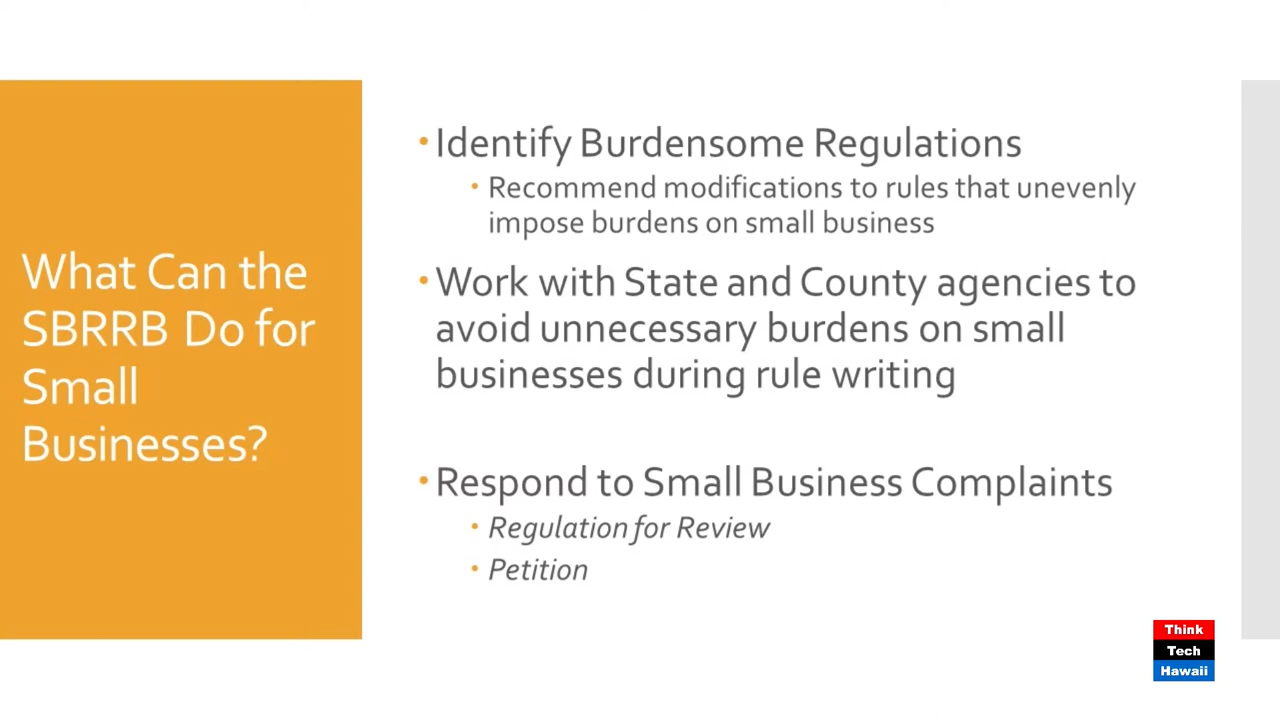 What Can the
SBRRB Do for
Small
Businesses?
• Identify Burdensome Regulations
• Recommend modifications to rules that unevenly
impose burdens on small business
• Work with State and County agencies to
avoid unnecessary burdens on small
businesses during rule writing
• Respond to Small Business Complaints
• Regulation for Review
• Petition
Think
Tech
Hawaii